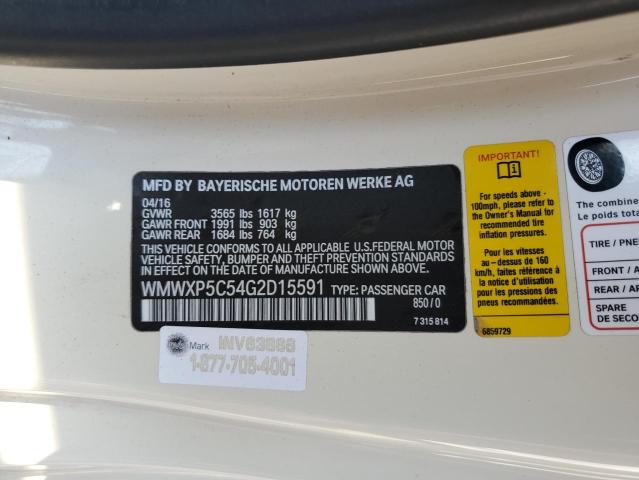 MFD BY BAYERISCHE MOTOREN WERKE AG
04/16
GVWR 3565 lbs 1617 kg
GAWR FRONT 1991 lbs 903 kg
GAWR REAR 1684 lbs 764 kg
THIS VEHICLE CONFORMS TO ALL APPLICABLE U.S.FEDERAL MOTOR
VEHICLE SAFETY, BUMPER AND THEFT PREVENTION STANDARDS
IN EFFECT ON THE DATE OF MANUFACTURE SHOWN ABOVE.
WMWXP5C54G2D15591 TYPE: PASSENGER CAR
850/0
7 315 814
Mark
1-877-705-4001
IMPORTANT!
For speeds above -
100mph, please refer to
the Owner's Manual for
recommended tire
inflation pressures.
Pour les vitesses
au-dessus de 160
km/h, faites référence à
la notice d'utilisation
pour les pressions des
pneus recommandées.
6859729
The combine
Le poids tota
TIRE / PNE
FRONT / A
REAR / AR
SPARE
DE SECO